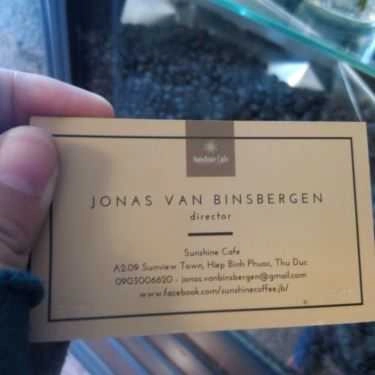 Sunshine Cafe
JONAS VAN BINSBERGEN
director
Sunshine Cafe
A2.09 Sunview Town, Hiep Binh Phuoc, Thu Duc
0903006620 - jonas.vanbinsbergen@gmail.com
www.facebook.com/sunshinecoffee.jb/